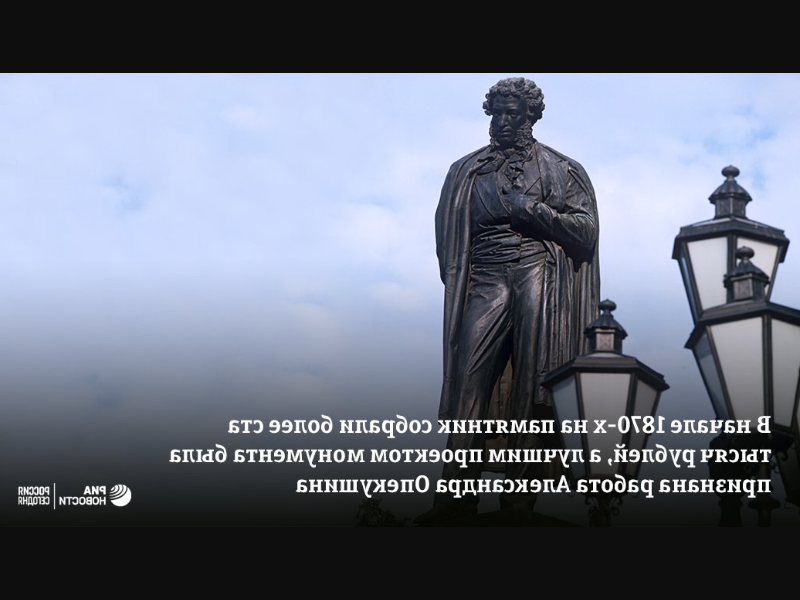 В начале 1870-х на памятник собрали более ста
тысяч рублей, а лучшим проектом монумента была
признана работа Александра Опекушина
РИА
НОВОСТИ
РОССИЯ
СЕГОДНЯ